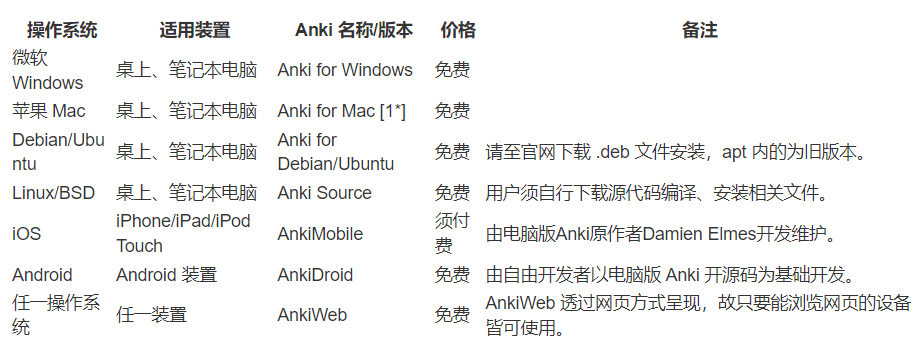 操作系统 适用装置 Anki 名称/版本 价格 备注
微软
Windows 桌上、笔记本电脑 Anki for Windows 免费
苹果 Mac 桌上、笔记本电脑 Anki for Mac [1*] 免费
Debian/Ubu
ntu 桌上、笔记本电脑 Anki for
Debian/Ubuntu 免费 请至官网下载 .deb 文件安装，apt 内的为旧版本。
Linux/BSD 桌上、笔记本电脑 Anki Source 免费 用户须自行下载源代码编译、安装相关文件。
iOS iPhone/iPad/iPod
Touch AnkiMobile 须付
费 由电脑版Anki原作者Damien Elmes开发维护。
Android Android 装置 AnkiDroid 免费 由自由开发者以电脑版 Anki 开源码为基础开发。
任一操作系
统 任一装置 AnkiWeb 免费 AnkiWeb 透过网页方式呈现，故只要能浏览网页的设备
皆可使用。